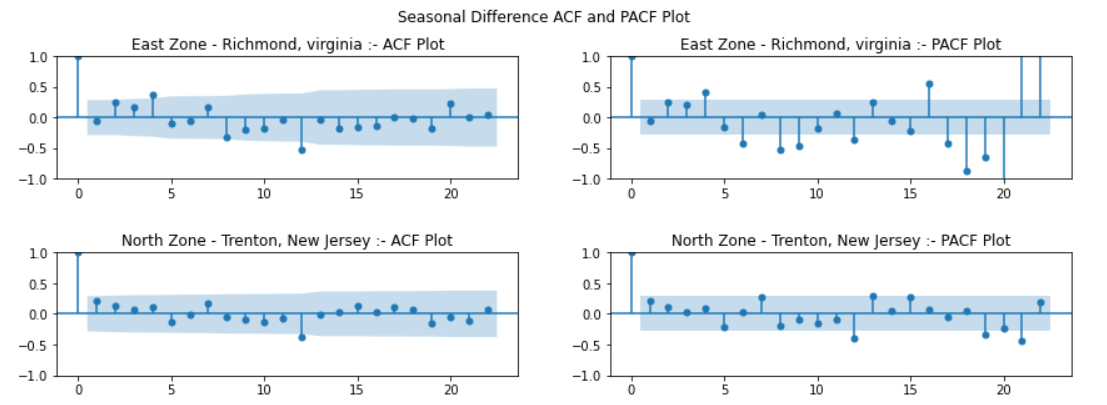 Seasonal Difference ACF and PACF Plot
East Zone - Richmond, virginia :- ACF Plot
1.0
0.5
0.0
−0.5
−1.0
0 5 10 15 20
East Zone - Richmond, virginia :- PACF Plot
1.0
0.5
0.0
−0.5
−1.0
0 5 10 15 20
North Zone - Trenton, New Jersey :- ACF Plot
1.0
0.5
0.0
−0.5
−1.0
0 5 10 15 20
North Zone - Trenton, New Jersey :- PACF Plot
1.0
0.5
0.0
−0.5
−1.0
0 5 10 15 20